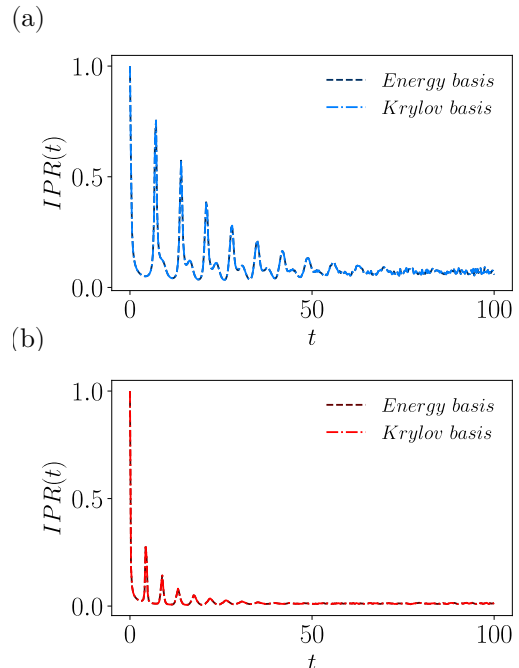 (a)
IPR(t)
1.0
0.5
0.0
Energy basis
Krylov basis
0
50
100
t
(b)
IPR(t)
1.0
0.5
0.0
Energy basis
Krylov basis
0
50
100
t